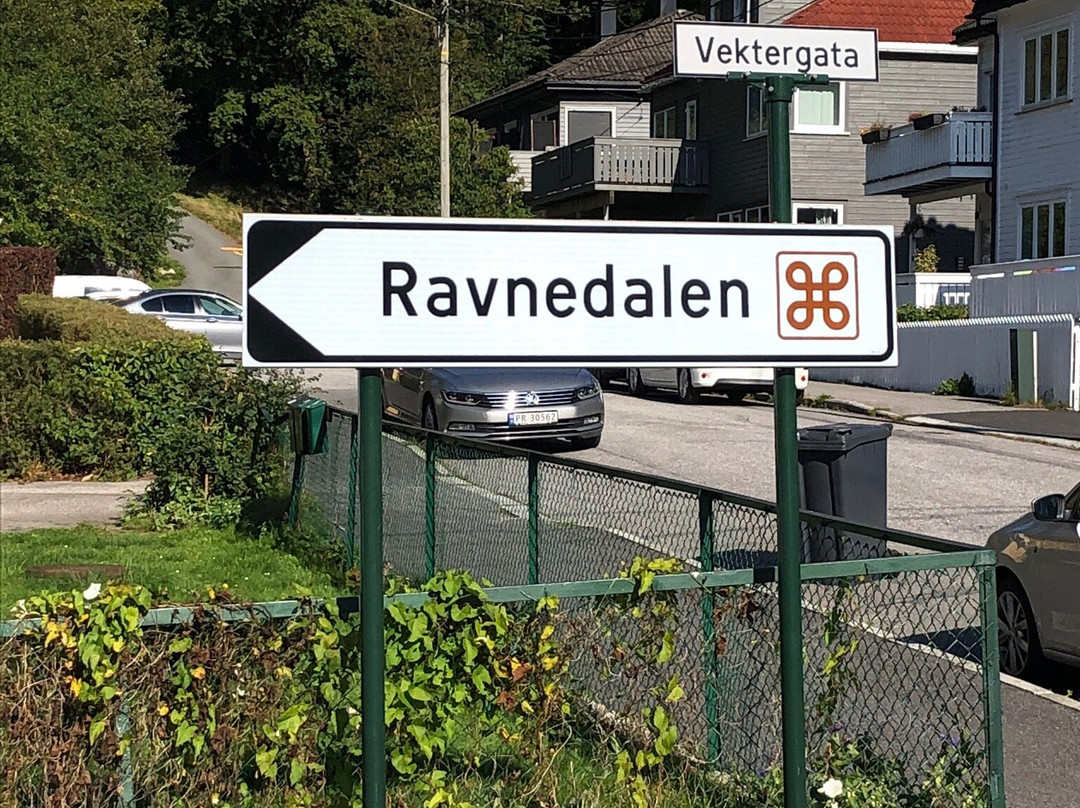 Vektergata
Ravnedalen
PR 30562